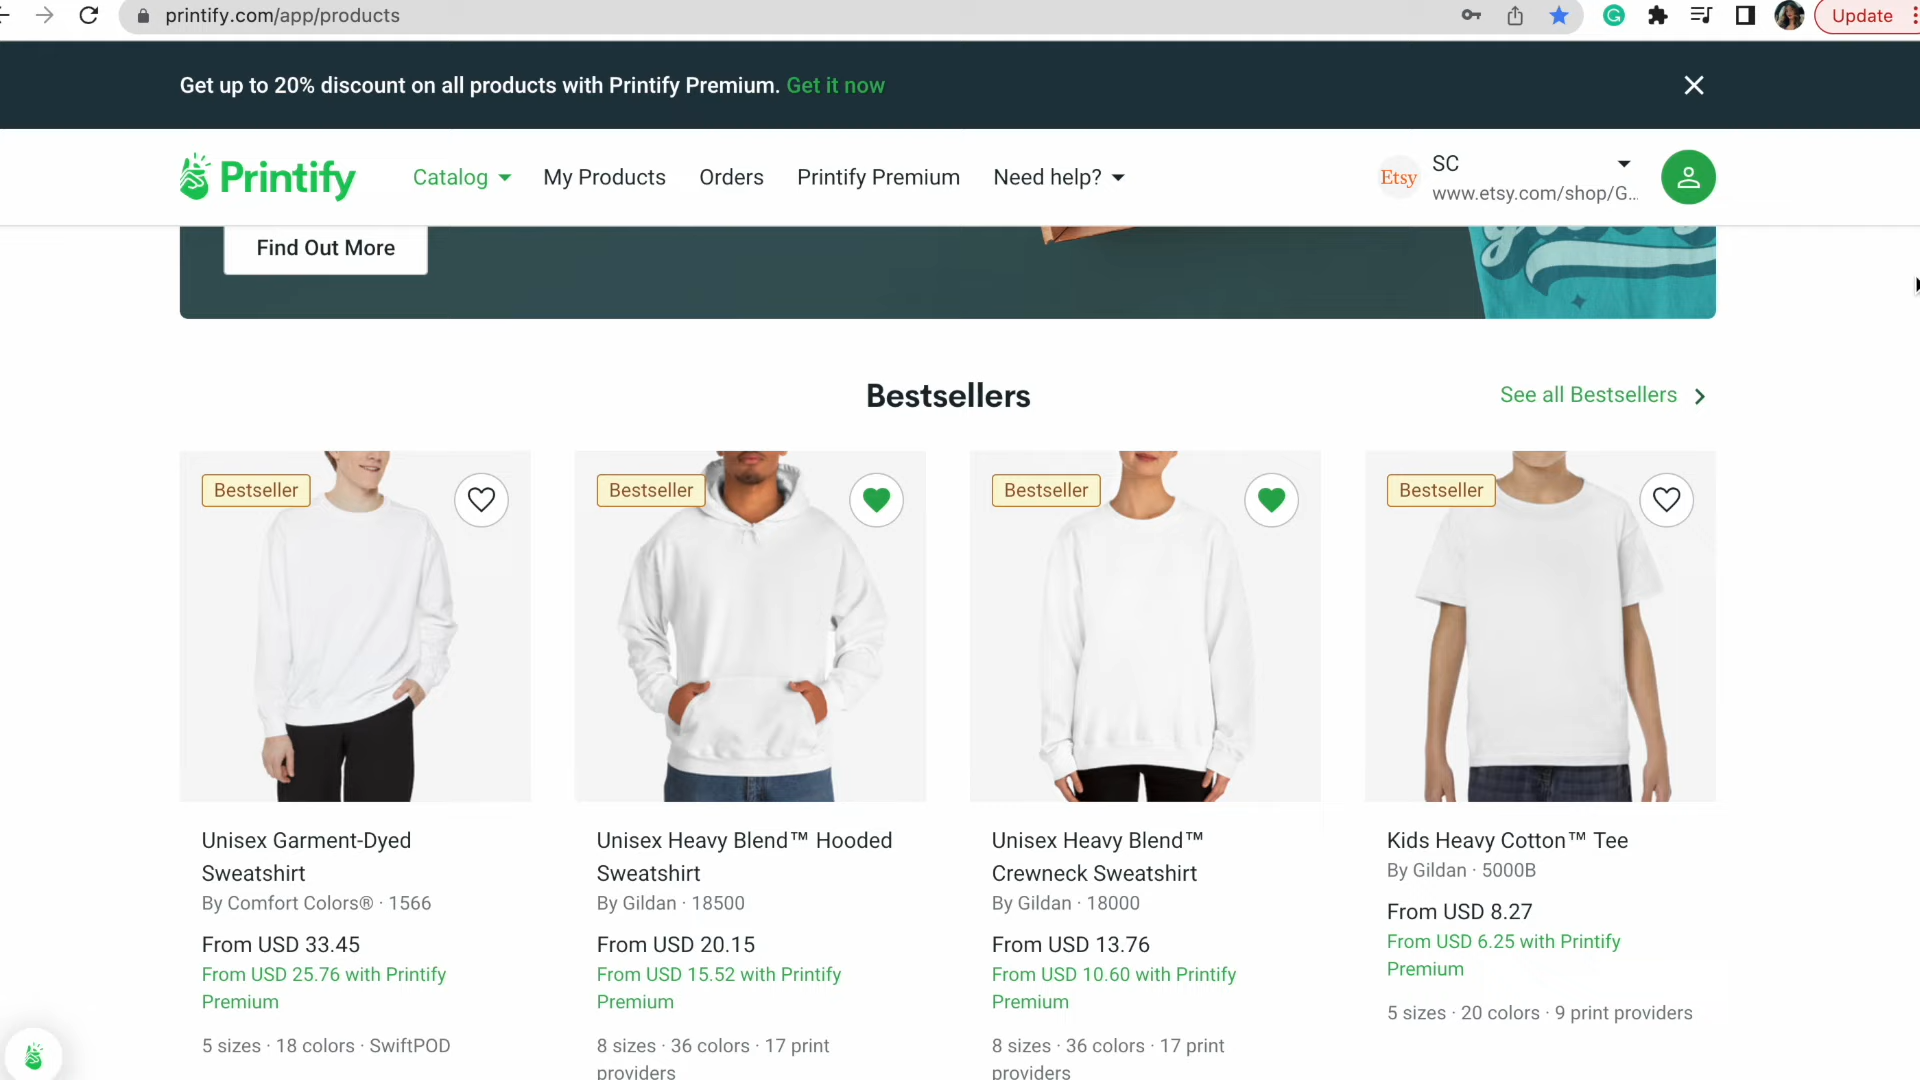 printify.com/app/products
Update
Get up to 20% discount on all products with Printify Premium. Get it now
Printify
Catalog
My Products
Orders
Printify Premium
Need help?
Etsy
SC
www.etsy.com/shop/G...
Find Out More
Bestsellers
See all Bestsellers
Bestseller
Bestseller
Bestseller
Bestseller
Unisex Garment-Dyed
Sweatshirt
By Comfort Colors® · 1566
From USD 33.45
From USD 25.76 with Printify
Premium
5 sizes · 18 colors · SwiftPOD
Unisex Heavy Blend™ Hooded
Sweatshirt
By Gildan · 18500
From USD 20.15
From USD 15.52 with Printify
Premium
8 sizes · 36 colors · 17 print
providers
Unisex Heavy Blend™
Crewneck Sweatshirt
By Gildan · 18000
From USD 13.76
From USD 10.60 with Printify
Premium
8 sizes · 36 colors · 17 print
providers
Kids Heavy Cotton™ Tee
By Gildan · 5000B
From USD 8.27
From USD 6.25 with Printify
Premium
5 sizes · 20 colors · 9 print providers